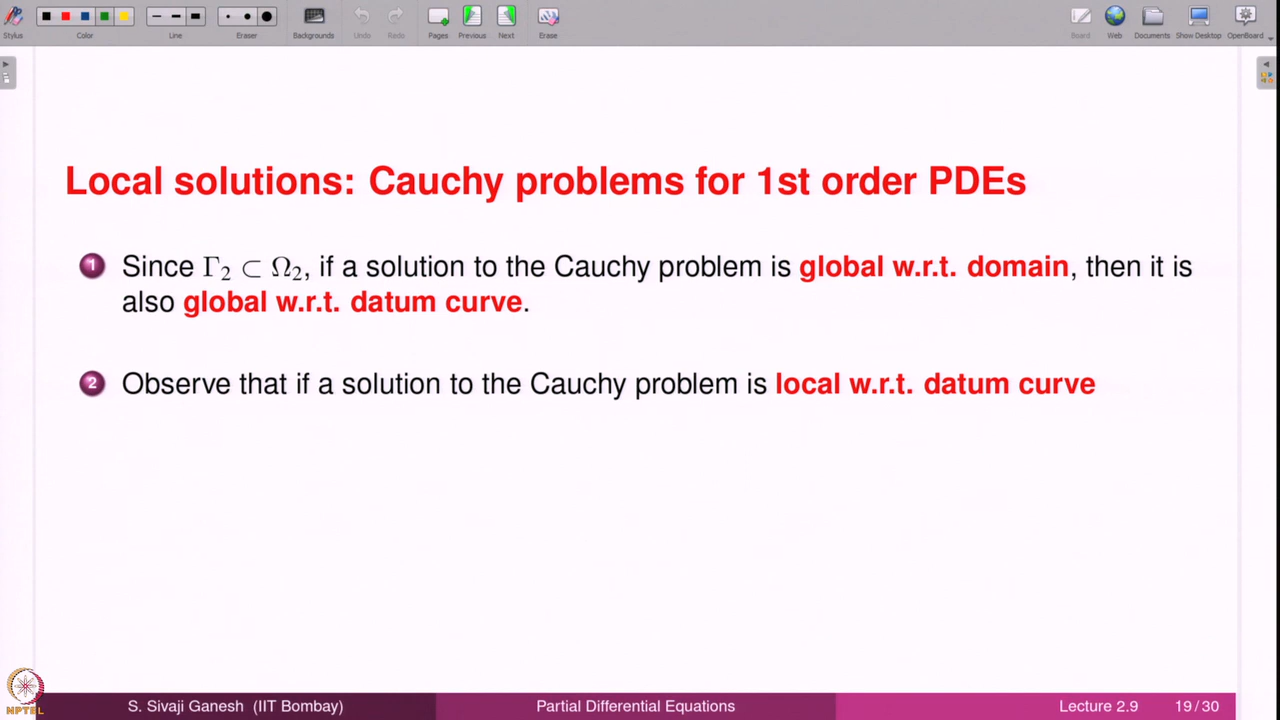 Stylus Color Line Eraser Backgrounds Undo Redo Pages Previous Next Erase Board Web Documents Show Desktop OpenBoard
Local solutions: Cauchy problems for 1st order PDEs
1 Since Γ₂ ⊂ Ω₂, if a solution to the Cauchy problem is global w.r.t. domain, then it is
also global w.r.t. datum curve.
2 Observe that if a solution to the Cauchy problem is local w.r.t. datum curve
NPTEL
S. Sivaji Ganesh (IIT Bombay) Partial Differential Equations Lecture 2.9 19/30